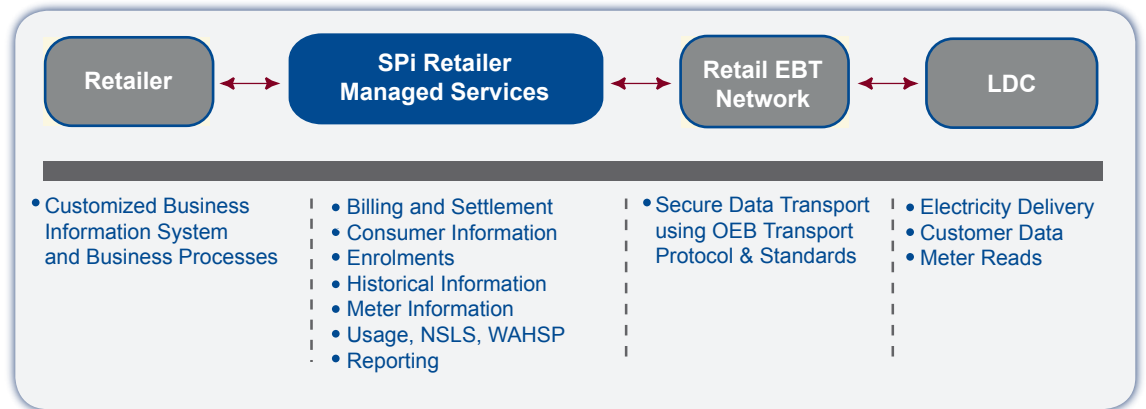 Retailer
SPi Retailer
Managed Services
Retail EBT
Network
LDC
• Customized Business
Information System
and Business Processes
• Billing and Settlement
• Consumer Information
• Enrolments
• Historical Information
• Meter Information
• Usage, NSLS, WAHSP
• Reporting
• Secure Data Transport
using OEB Transport
Protocol & Standards
• Electricity Delivery
• Customer Data
• Meter Reads